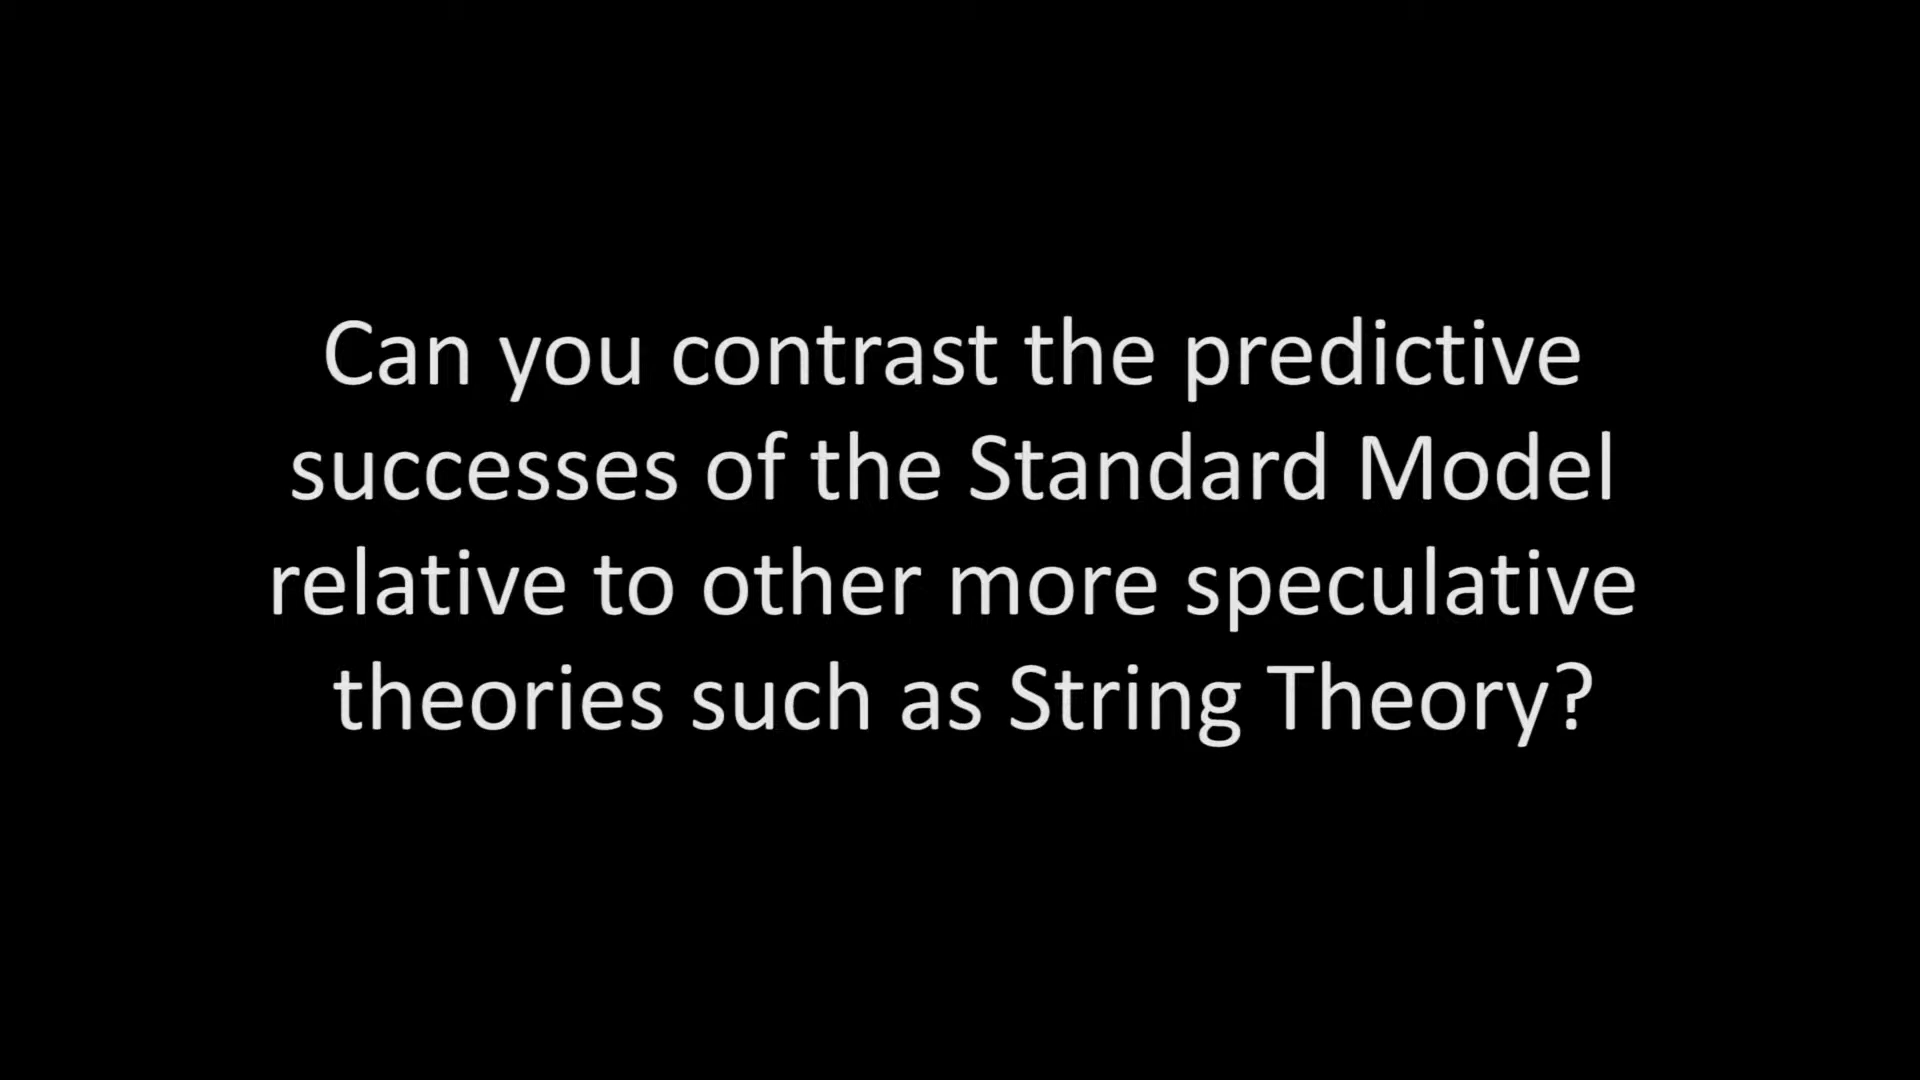 Can you contrast the predictive
successes of the Standard Model
relative to other more speculative
theories such as String Theory?